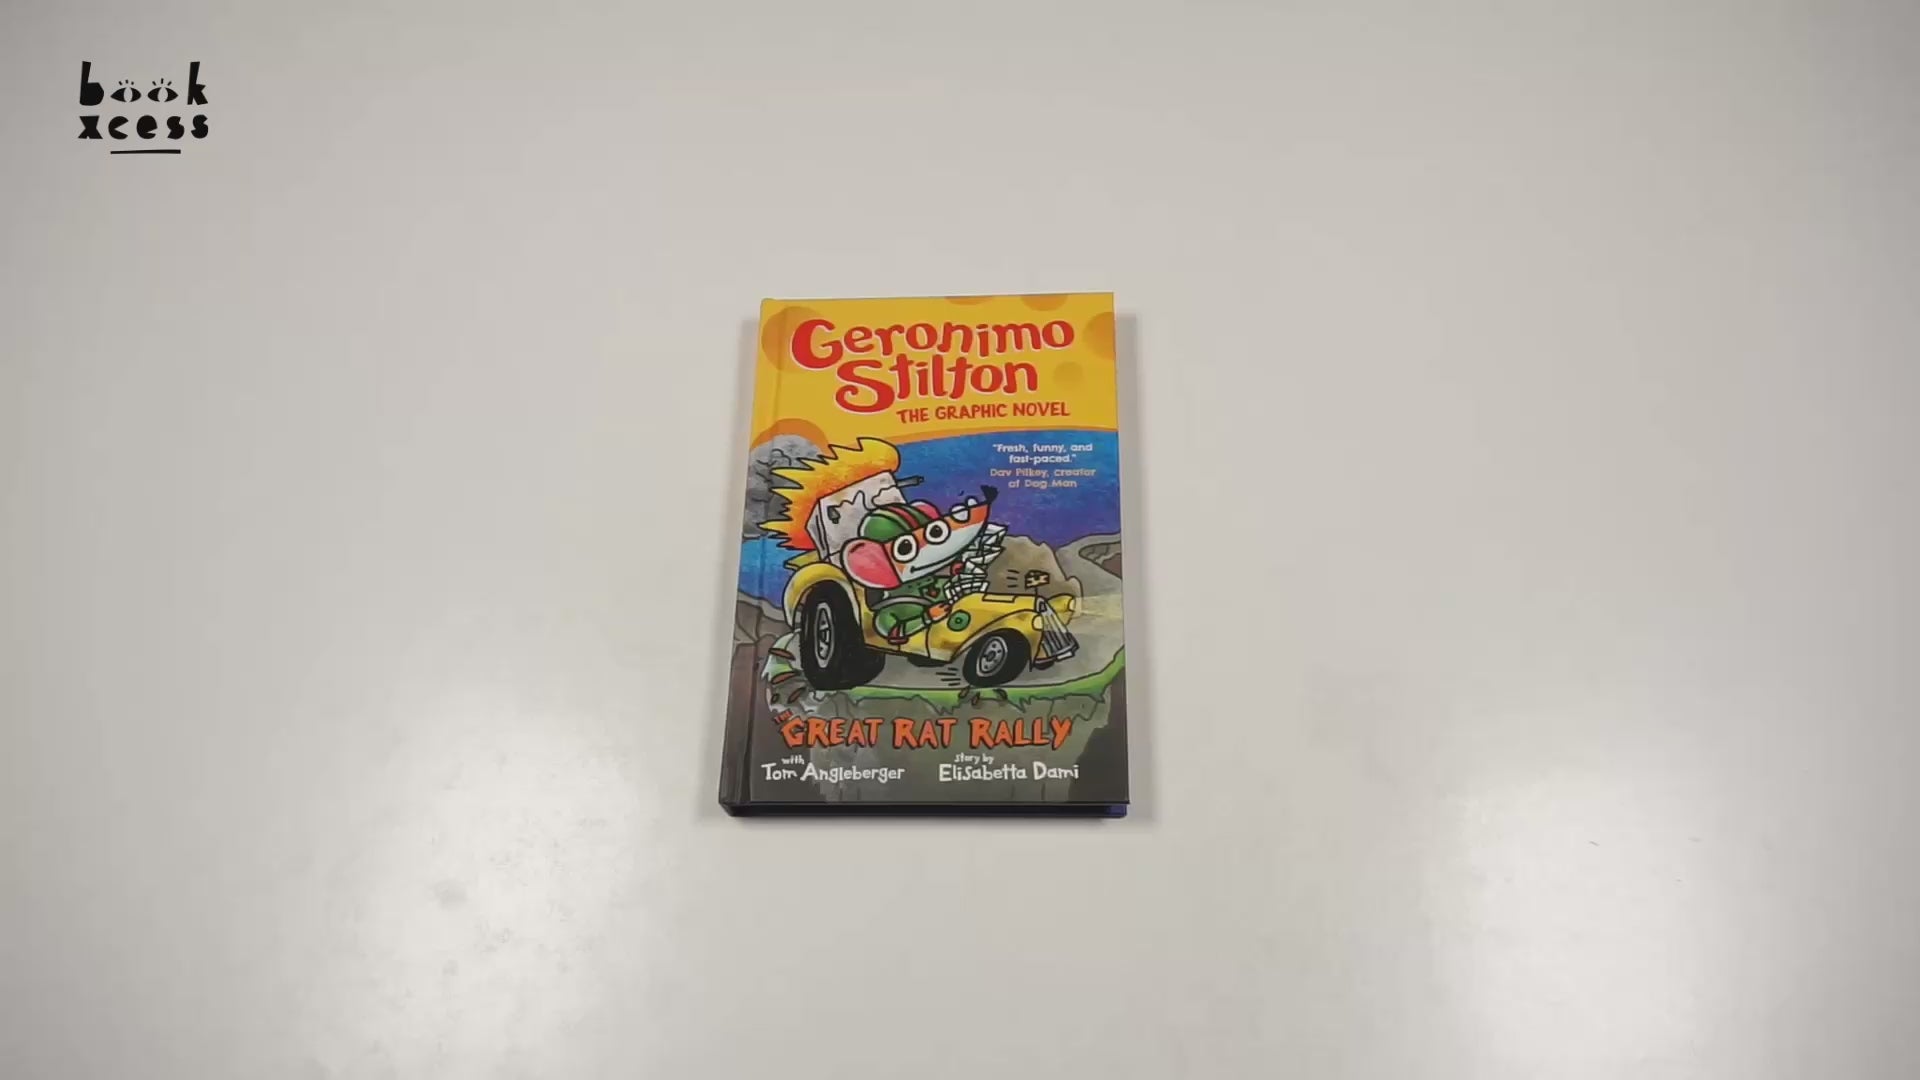 book
xcess
Geronimo
Stilton
THE GRAPHIC NOVEL
"Fresh, funny, and
fast-paced."
Dav Pilkey, creator
of Dog Man
THE
GREAT RAT RALLY
with
Tom Angleberger
story by
Elisabetta Dami